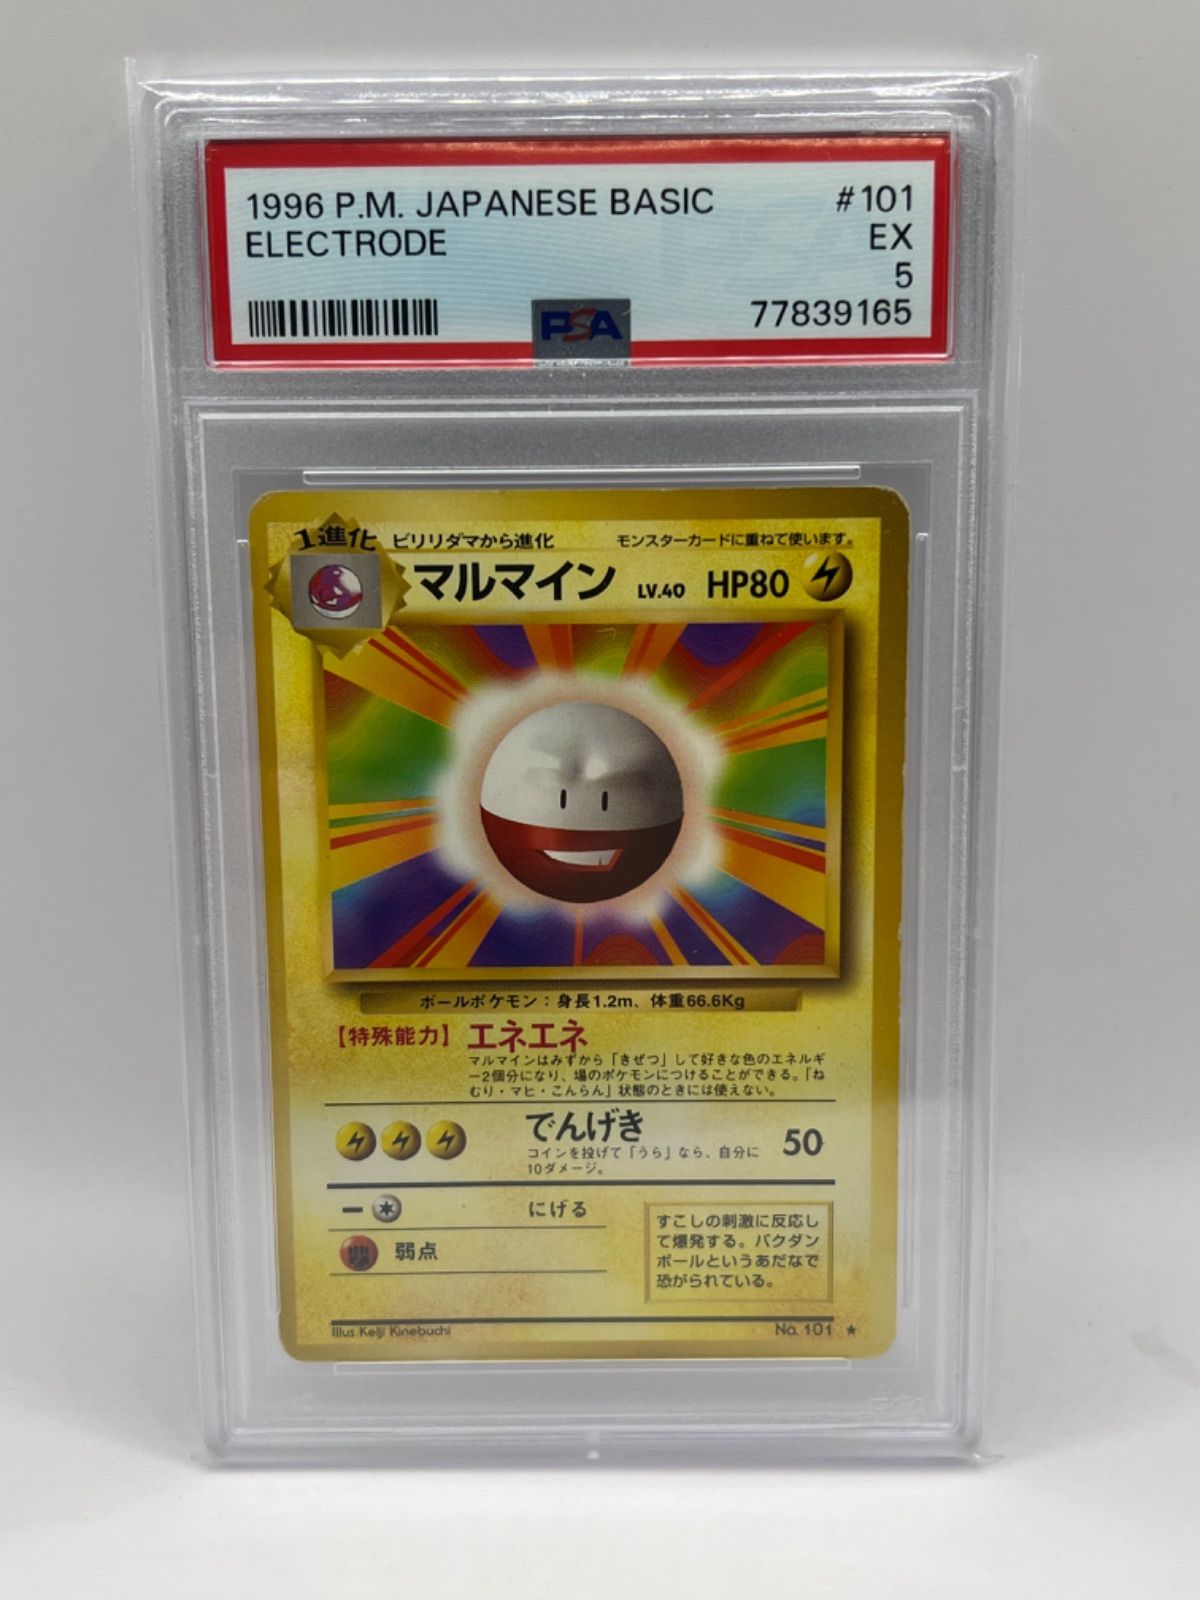 1996 P.M. JAPANESE BASIC #101
ELECTRODE EX
5
PSA 77839165
1進化 ビリリダマから進化 モンスターカードに重ねて使います。
マルマイン LV.40 HP80
ボールポケモン：身長1.2m、体重66.6Kg
【特殊能力】エネエネ
マルマインはみずから「きぜつ」して好きな色のエネルギ
ー2個分になり、場のポケモンにつけることができる。「ね
むり・マヒ・こんらん」状態のときには使えない。
でんげき 50
コインを投げて「うら」なら、自分に
10ダメージ。
にげる
弱点
すこしの刺激に反応し
て爆発する。バクダン
ボールというあだなで
恐がられている。
Illus.Keiji Kinebuchi No. 101 ★